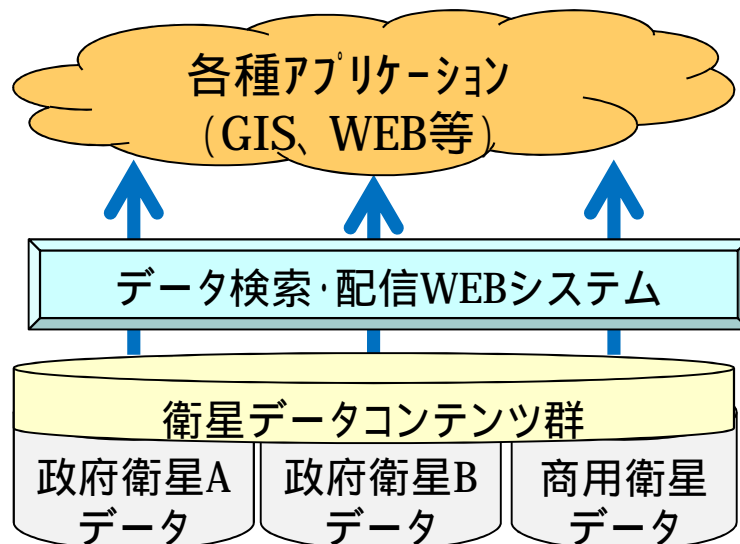 各種アプリケーション
(GIS、WEB等)
データ検索・配信WEBシステム
衛星データコンテンツ群
政府衛星A
データ
政府衛星B
データ
商用衛星
データ